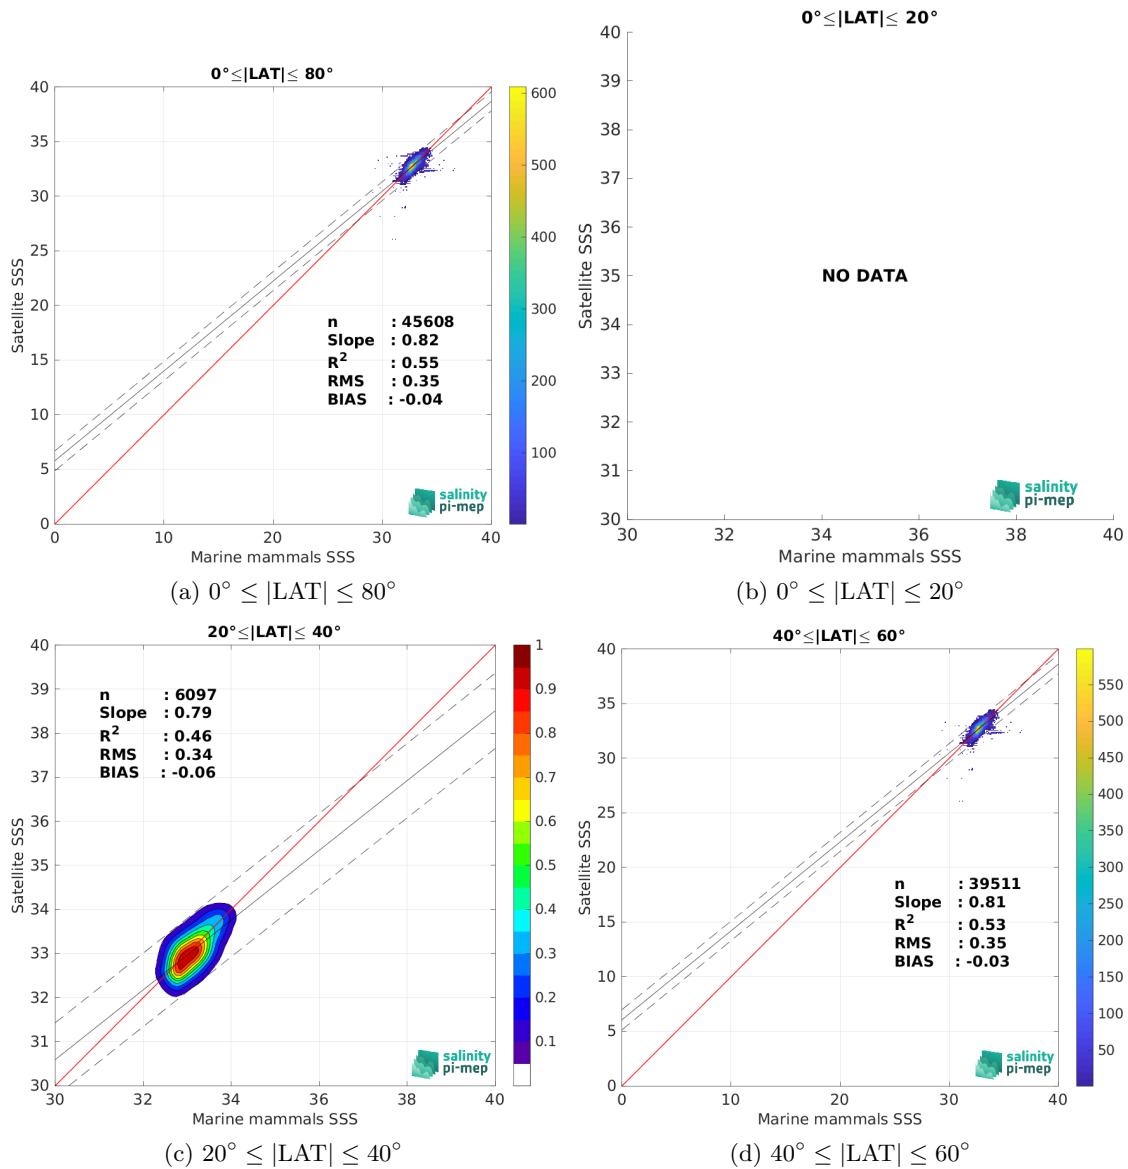 0°≤|LAT|≤ 80°
40
35
30
25
20
15
10
5
0
0
10
20
30
40
Satellite SSS
Marine mammals SSS
n : 45608
Slope : 0.82
R² : 0.55
RMS : 0.35
BIAS : -0.04
600
500
400
300
200
100
salinity
pi-mep
(a) 0° ≤ |LAT| ≤ 80°
0°≤|LAT|≤ 20°
40
39
38
37
36
35
34
33
32
31
30
30
32
34
36
38
40
Satellite SSS
Marine mammals SSS
NO DATA
salinity
pi-mep
(b) 0° ≤ |LAT| ≤ 20°
20°≤|LAT|≤ 40°
40
39
38
37
36
35
34
33
32
31
30
30
32
34
36
38
40
Satellite SSS
Marine mammals SSS
n : 6097
Slope : 0.79
R² : 0.46
RMS : 0.34
BIAS : -0.06
1
0.9
0.8
0.7
0.6
0.5
0.4
0.3
0.2
0.1
salinity
pi-mep
(c) 20° ≤ |LAT| ≤ 40°
40°≤|LAT|≤ 60°
40
35
30
25
20
15
10
5
0
0
10
20
30
40
Satellite SSS
Marine mammals SSS
n : 39511
Slope : 0.81
R² : 0.53
RMS : 0.35
BIAS : -0.03
550
500
450
400
350
300
250
200
150
100
50
salinity
pi-mep
(d) 40° ≤ |LAT| ≤ 60°